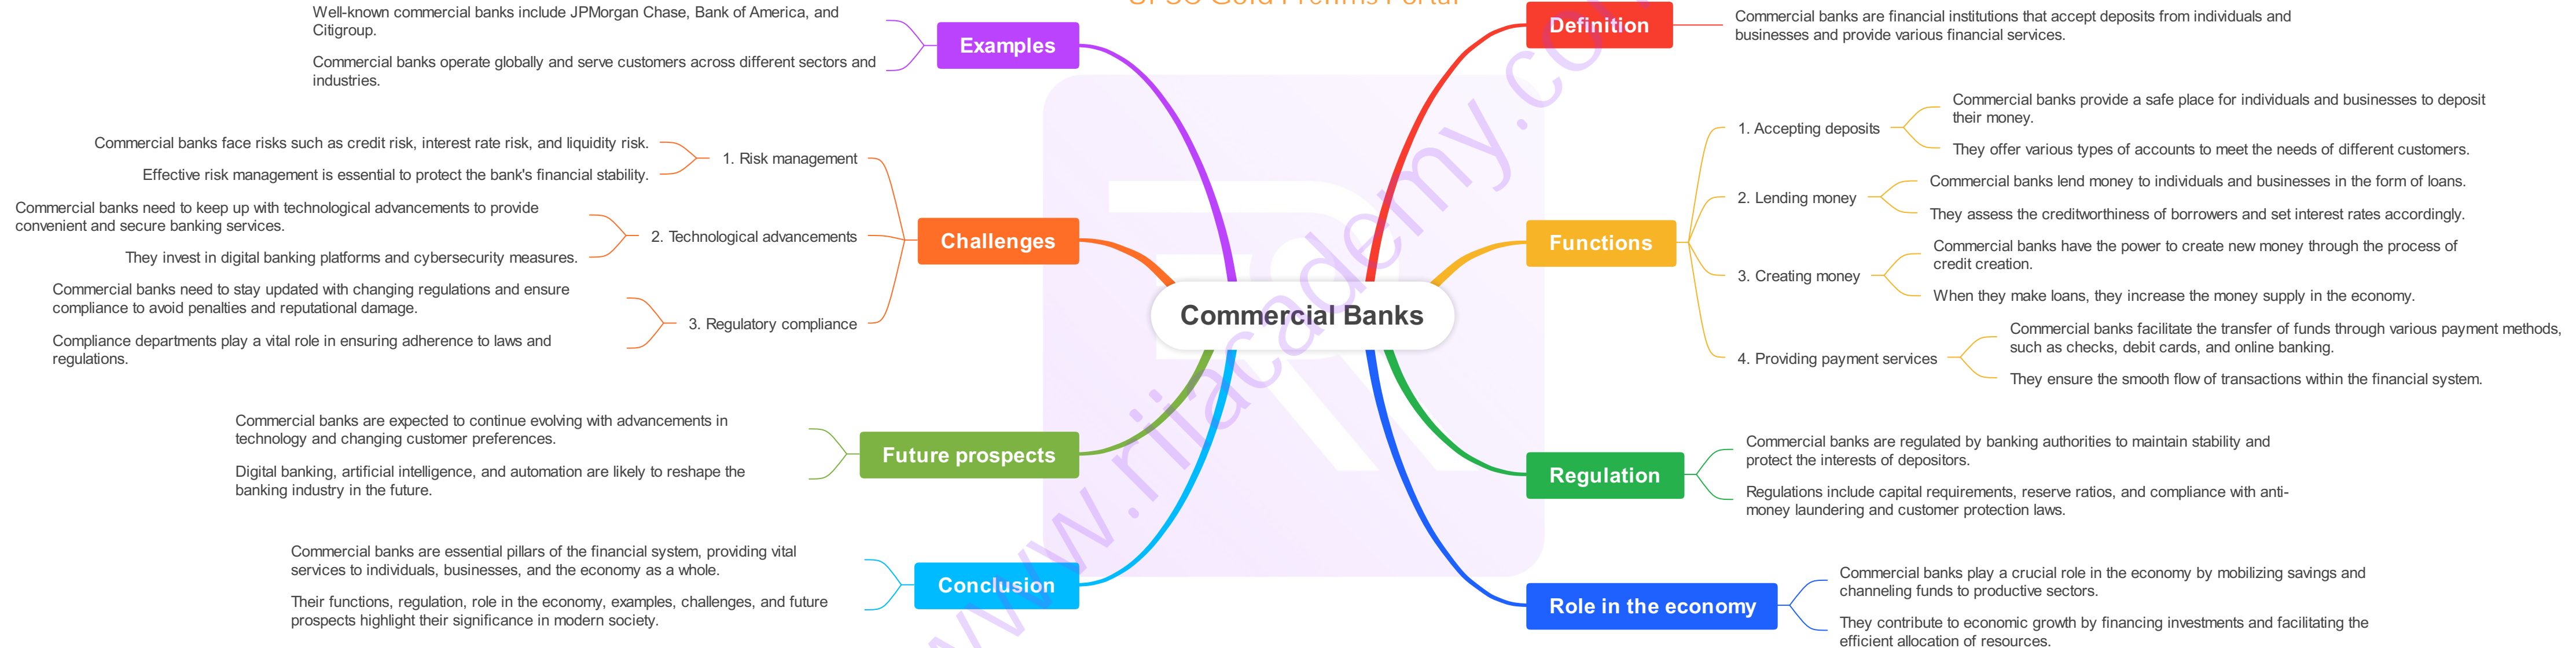 UPSC Gold Prelims Portal
Commercial Banks
Definition
Commercial banks are financial institutions that accept deposits from individuals and
businesses and provide various financial services.
Functions
1. Accepting deposits
Commercial banks provide a safe place for individuals and businesses to deposit
their money.
They offer various types of accounts to meet the needs of different customers.
2. Lending money
Commercial banks lend money to individuals and businesses in the form of loans.
They assess the creditworthiness of borrowers and set interest rates accordingly.
3. Creating money
Commercial banks have the power to create new money through the process of
credit creation.
When they make loans, they increase the money supply in the economy.
4. Providing payment services
Commercial banks facilitate the transfer of funds through various payment methods,
such as checks, debit cards, and online banking.
They ensure the smooth flow of transactions within the financial system.
Regulation
Commercial banks are regulated by banking authorities to maintain stability and
protect the interests of depositors.
Regulations include capital requirements, reserve ratios, and compliance with anti-
money laundering and customer protection laws.
Role in the economy
Commercial banks play a crucial role in the economy by mobilizing savings and
channeling funds to productive sectors.
They contribute to economic growth by financing investments and facilitating the
efficient allocation of resources.
Examples
Well-known commercial banks include JPMorgan Chase, Bank of America, and
Citigroup.
Commercial banks operate globally and serve customers across different sectors and
industries.
Challenges
1. Risk management
Commercial banks face risks such as credit risk, interest rate risk, and liquidity risk.
Effective risk management is essential to protect the bank's financial stability.
2. Technological advancements
Commercial banks need to keep up with technological advancements to provide
convenient and secure banking services.
They invest in digital banking platforms and cybersecurity measures.
3. Regulatory compliance
Commercial banks need to stay updated with changing regulations and ensure
compliance to avoid penalties and reputational damage.
Compliance departments play a vital role in ensuring adherence to laws and
regulations.
Future prospects
Commercial banks are expected to continue evolving with advancements in
technology and changing customer preferences.
Digital banking, artificial intelligence, and automation are likely to reshape the
banking industry in the future.
Conclusion
Commercial banks are essential pillars of the financial system, providing vital
services to individuals, businesses, and the economy as a whole.
Their functions, regulation, role in the economy, examples, challenges, and future
prospects highlight their significance in modern society.
www.rijiacademy.com